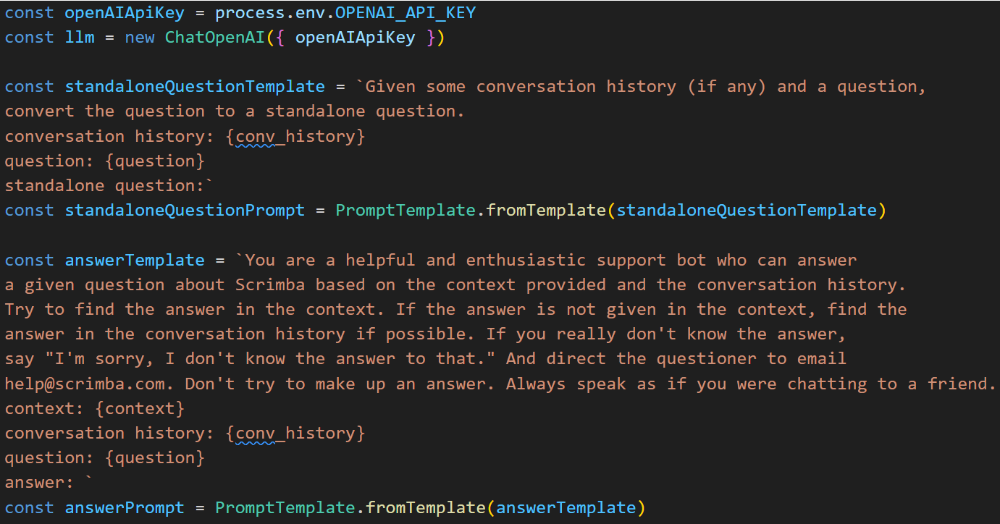 const openAIApiKey = process.env.OPENAI_API_KEY
const llm = new ChatOpenAI({ openAIApiKey })
const standaloneQuestionTemplate = `Given some conversation history (if any) and a question,
convert the question to a standalone question.
conversation history: {conv_history}
question: {question}
standalone question:`
const standaloneQuestionPrompt = PromptTemplate.fromTemplate(standaloneQuestionTemplate)
const answerTemplate = `You are a helpful and enthusiastic support bot who can answer
a given question about Scrimba based on the context provided and the conversation history.
Try to find the answer in the context. If the answer is not given in the context, find the
answer in the conversation history if possible. If you really don't know the answer,
say "I'm sorry, I don't know the answer to that." And direct the questioner to email
help@scrimba.com. Don't try to make up an answer. Always speak as if you were chatting to a friend.
context: {context}
conversation history: {conv_history}
question: {question}
answer: `
const answerPrompt = PromptTemplate.fromTemplate(answerTemplate)